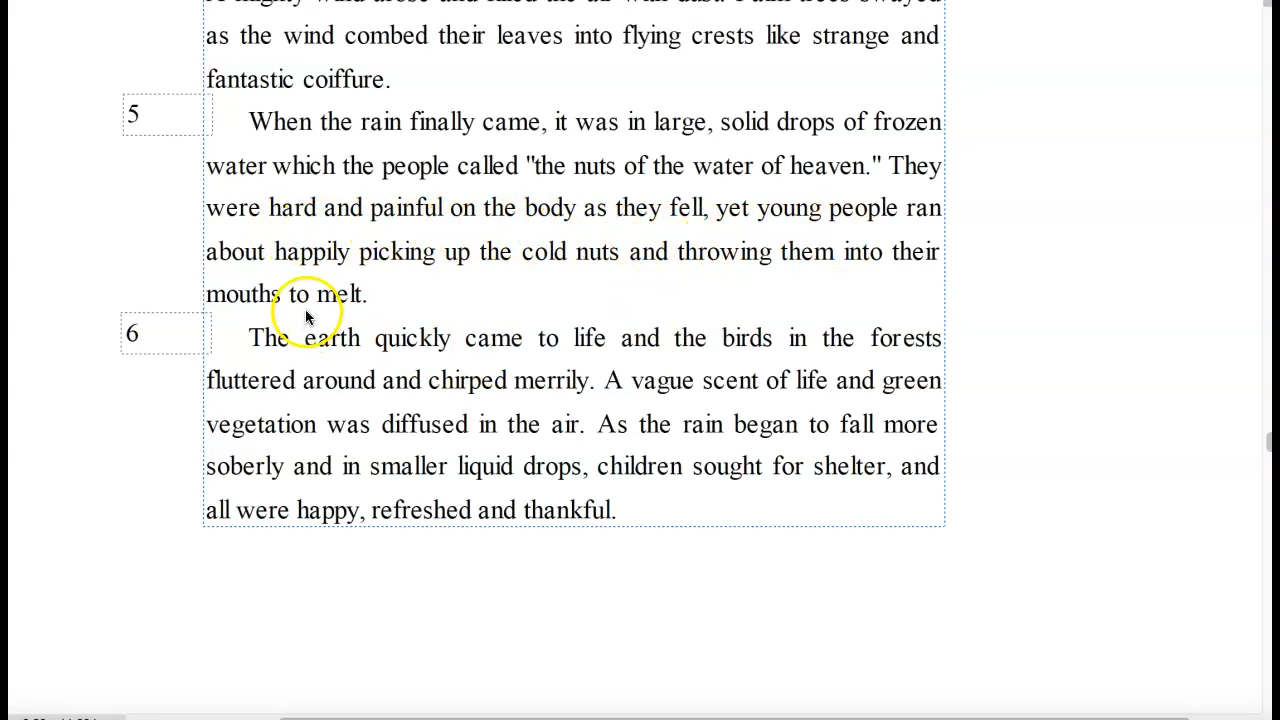 as the wind combed their leaves into flying crests like strange and
fantastic coiffure.
5
When the rain finally came, it was in large, solid drops of frozen
water which the people called "the nuts of the water of heaven." They
were hard and painful on the body as they fell, yet young people ran
about happily picking up the cold nuts and throwing them into their
mouths to melt.
6
The earth quickly came to life and the birds in the forests
fluttered around and chirped merrily. A vague scent of life and green
vegetation was diffused in the air. As the rain began to fall more
soberly and in smaller liquid drops, children sought for shelter, and
all were happy, refreshed and thankful.